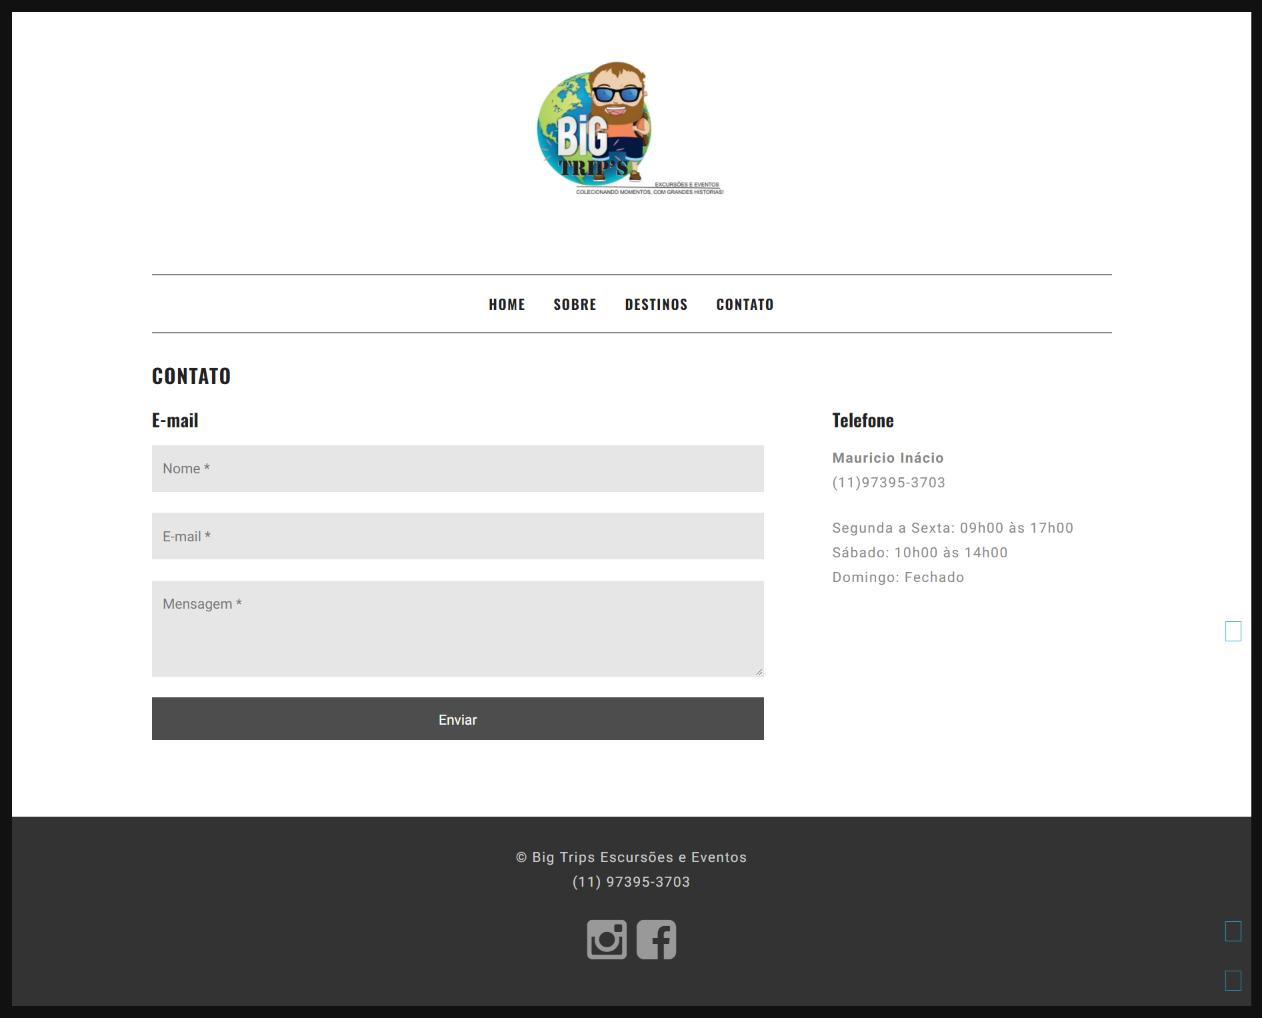 BiG
TRIP'S
EXCURSÕES E EVENTOS
COLECIONANDO MOMENTOS, COM GRANDES HISTORIAS!
HOME SOBRE DESTINOS CONTATO
CONTATO
E-mail
Nome *
E-mail *
Mensagem *
Enviar
Telefone
Mauricio Inácio
(11)97395-3703
Segunda a Sexta: 09h00 às 17h00
Sábado: 10h00 às 14h00
Domingo: Fechado
© Big Trips Escursões e Eventos
(11) 97395-3703